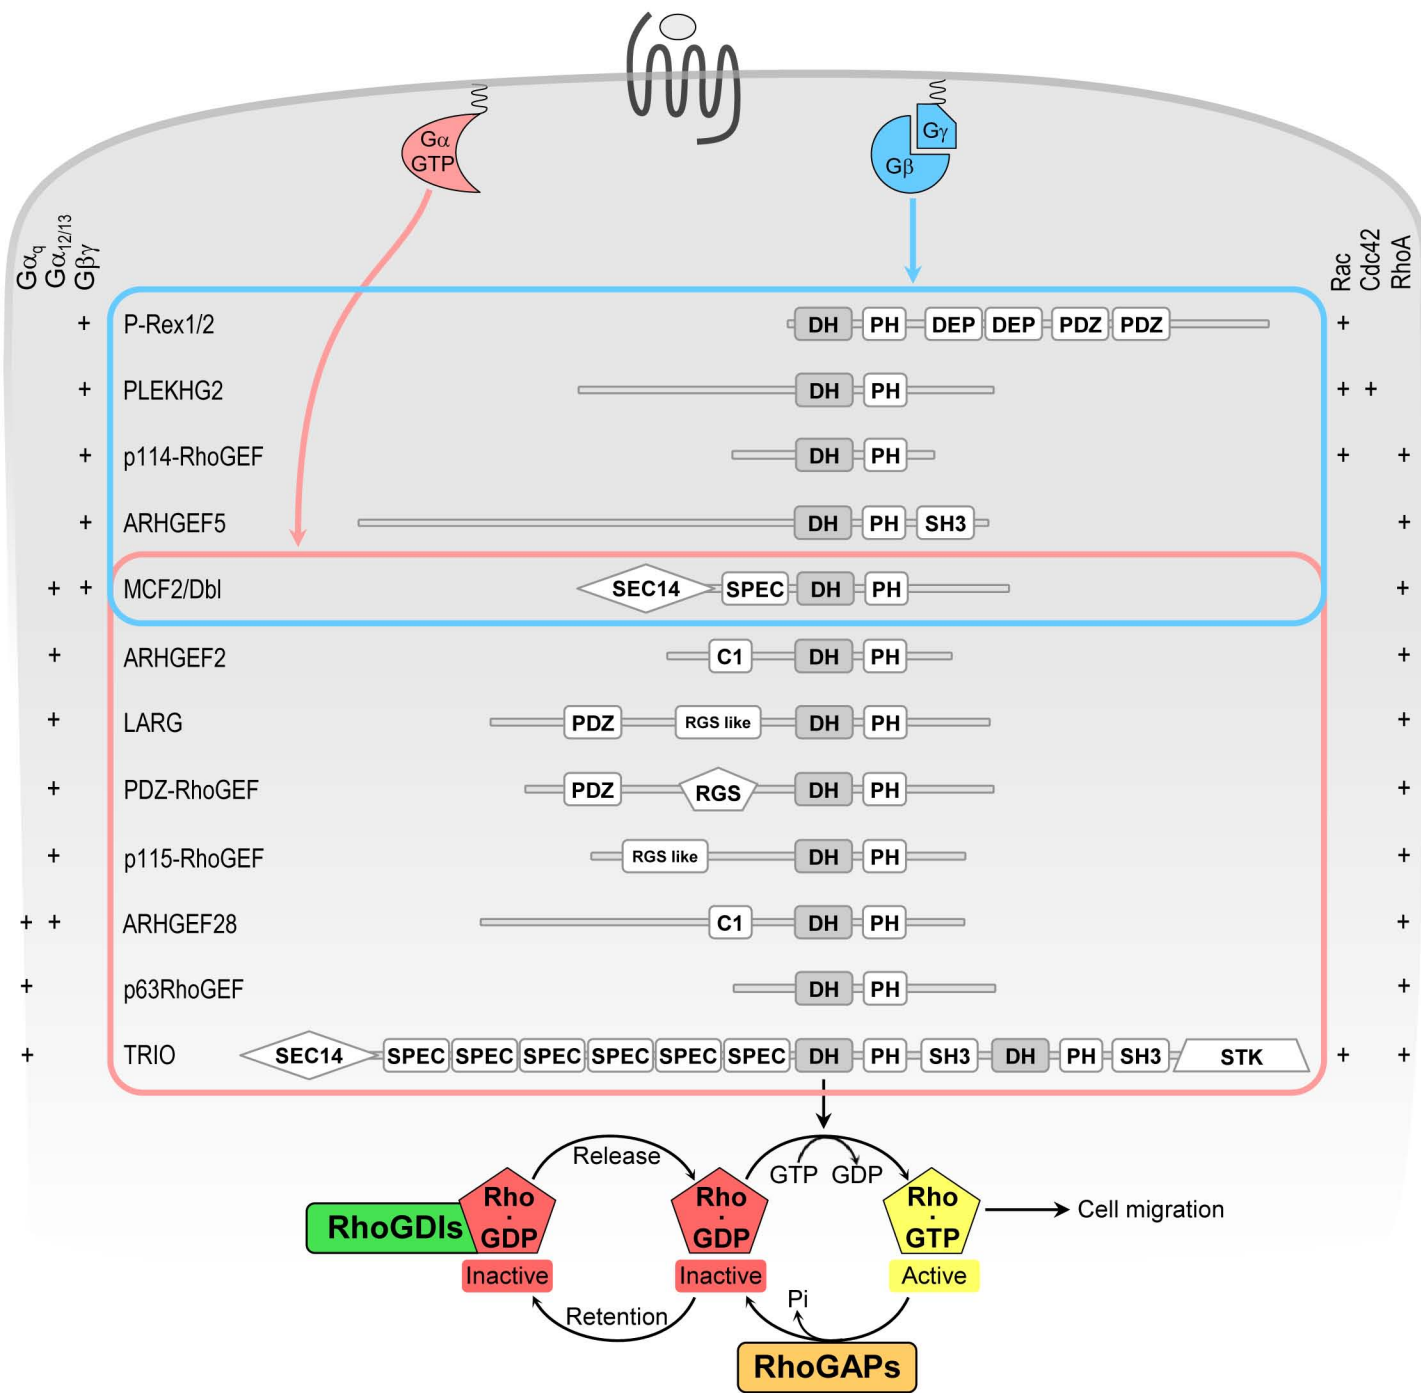 Gα
GTP
Gγ
Gβ
Gαq
Gα12/13
Gβγ
Rac
Cdc42
RhoA
+ P-Rex1/2 DH PH DEP DEP PDZ PDZ +
+ PLEKHG2 DH PH + +
+ p114-RhoGEF DH PH + +
+ ARHGEF5 DH PH SH3 +
+ + MCF2/Dbl SEC14 SPEC DH PH +
+ ARHGEF2 C1 DH PH +
+ LARG PDZ RGS like DH PH +
+ PDZ-RhoGEF PDZ RGS DH PH +
+ p115-RhoGEF RGS like DH PH +
+ + ARHGEF28 C1 DH PH +
+ p63RhoGEF DH PH +
+ TRIO SEC14 SPEC SPEC SPEC SPEC SPEC SPEC DH PH SH3 DH PH SH3 STK + +
Release
GTP GDP
RhoGDIs
Rho
·
GDP
Inactive
Rho
·
GDP
Inactive
Rho
·
GTP
Active
Cell migration
Retention
Pi
RhoGAPs